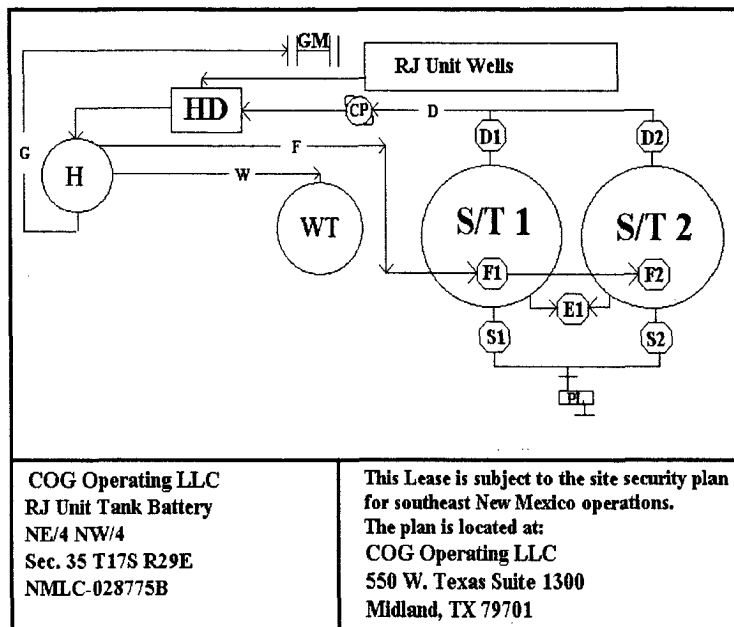 GM
RJ Unit Wells
HD
CP
D
D1
D2
G
F
H
W
WT
S/T 1
S/T 2
F1
F2
E1
S1
S2
COG Operating LLC
RJ Unit Tank Battery
NE/4 NW/4
Sec. 35 T17S R29E
NMLC-028775B
This Lease is subject to the site security plan
for southeast New Mexico operations.
The plan is located at:
COG Operating LLC
550 W. Texas Suite 1300
Midland, TX 79701